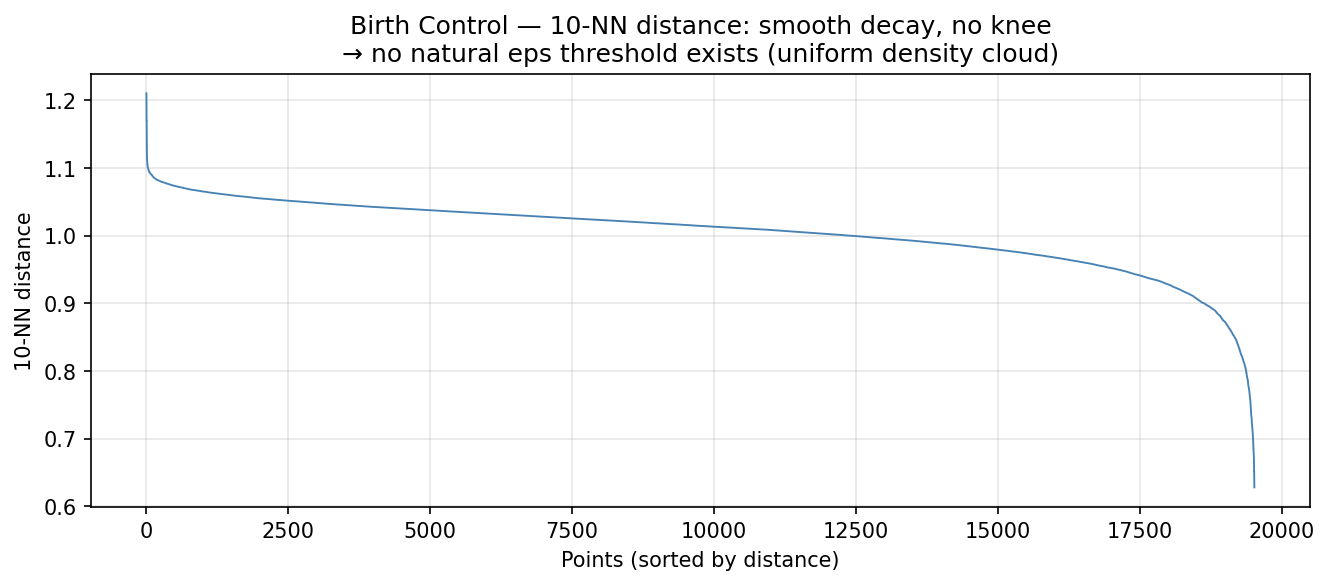 Birth Control — 10-NN distance: smooth decay, no knee
→ no natural eps threshold exists (uniform density cloud)
10-NN distance
1.2
1.1
1.0
0.9
0.8
0.7
0.6
0 2500 5000 7500 10000 12500 15000 17500 20000
Points (sorted by distance)